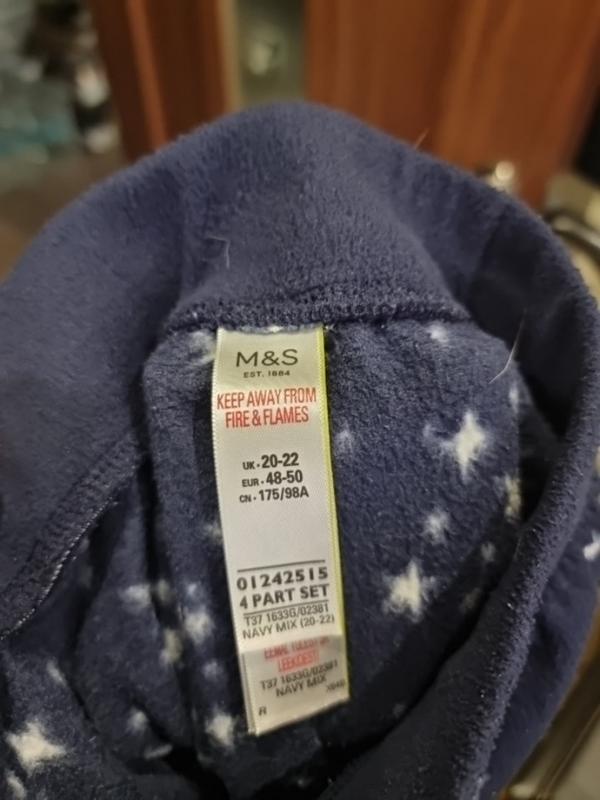 M&S
EST. 1884
KEEP AWAY FROM
FIRE & FLAMES
UK • 20-22
EUR • 48-50
CN • 175/98A
01242515
4 PART SET
T37 1633G/02381
NAVY MIX (20-22)
T37 1633G/02381
NAVY MIX
R